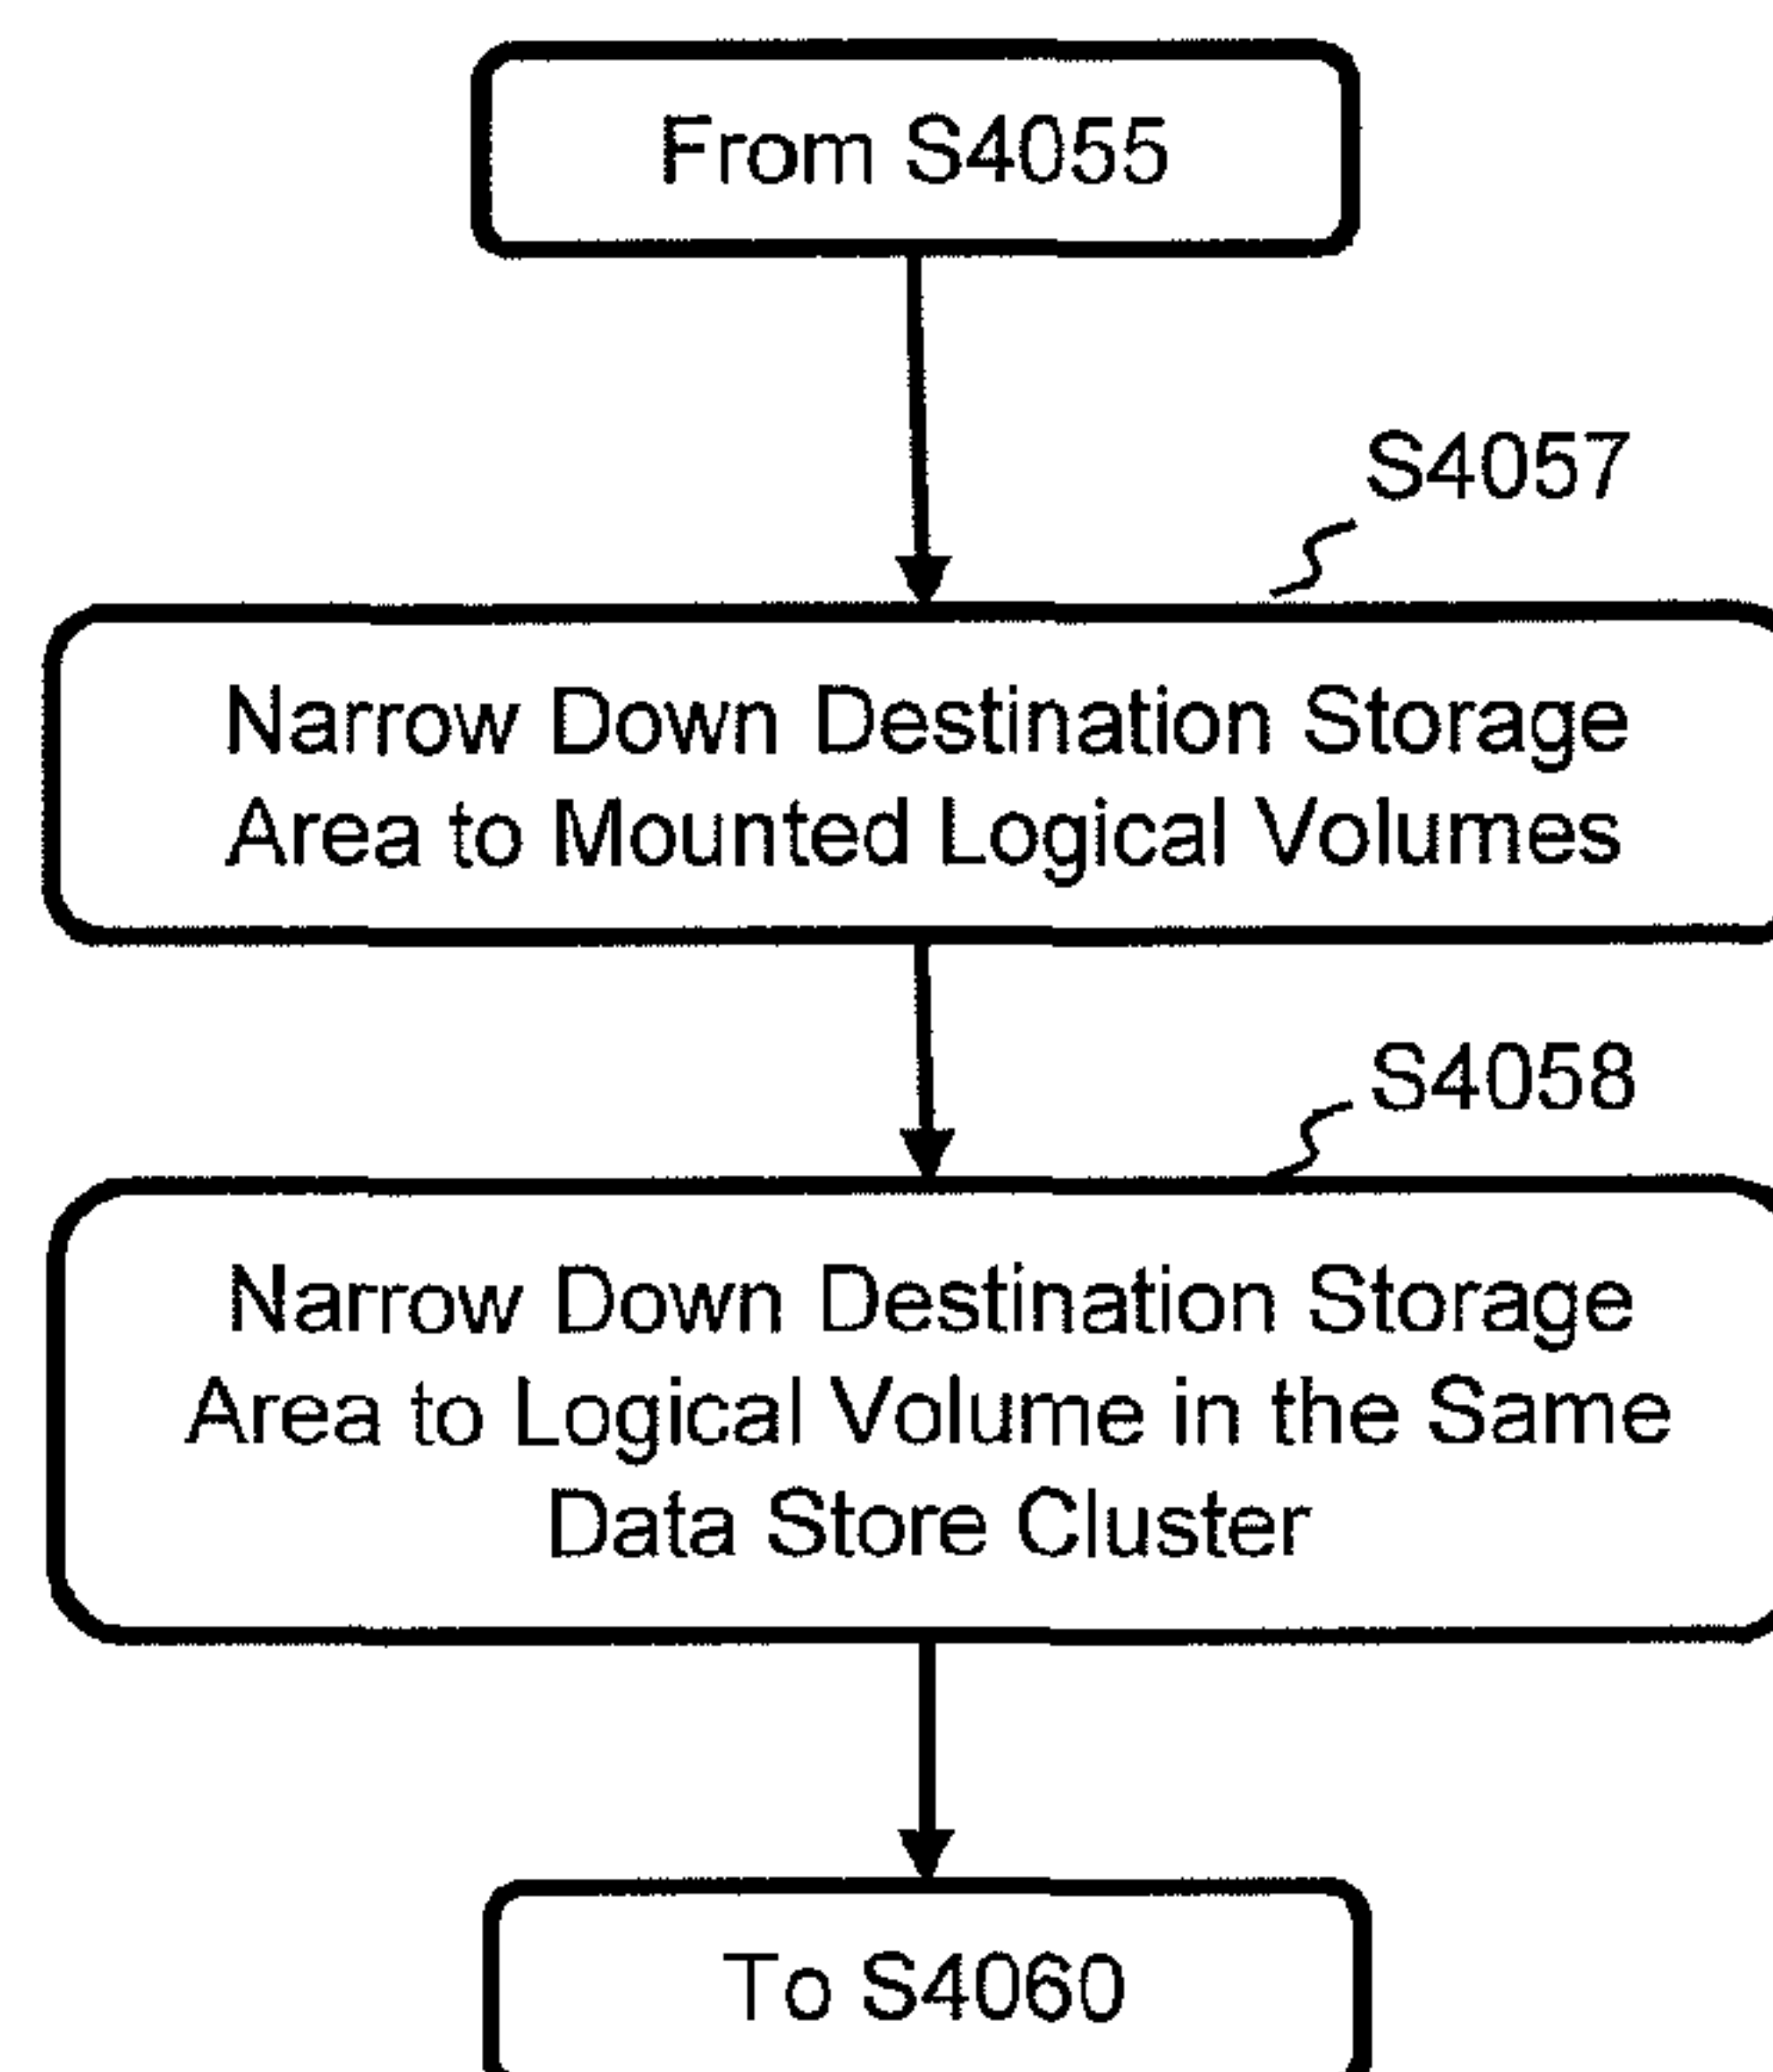 From S4055
S4057
Narrow Down Destination Storage
Area to Mounted Logical Volumes
S4058
Narrow Down Destination Storage
Area to Logical Volume in the Same
Data Store Cluster
To S4060